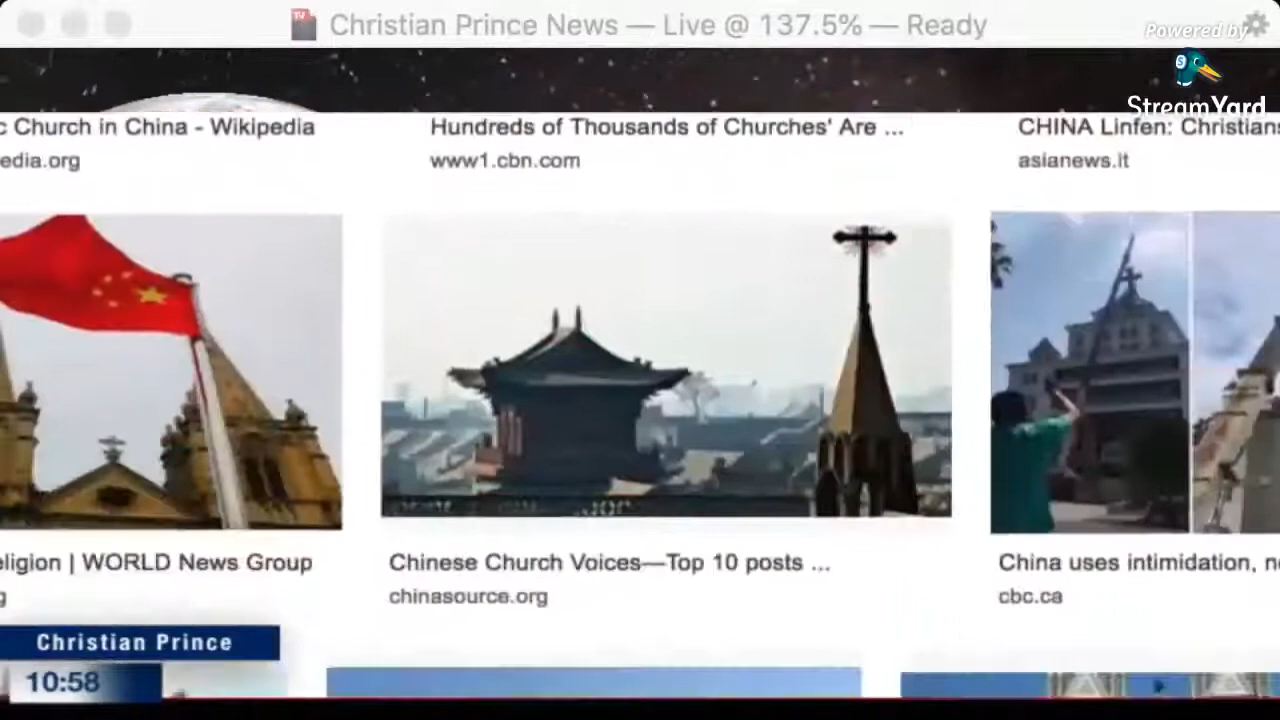 Christian Prince News — Live @ 137.5% — Ready
Powered by
StreamYard
c Church in China - Wikipedia
edia.org
Hundreds of Thousands of Churches' Are ...
www1.cbn.com
CHINA Linfen: Christians
asianews.it
eligion | WORLD News Group
g
Chinese Church Voices—Top 10 posts ...
chinasource.org
China uses intimidation, n
cbc.ca
Christian Prince
10:58